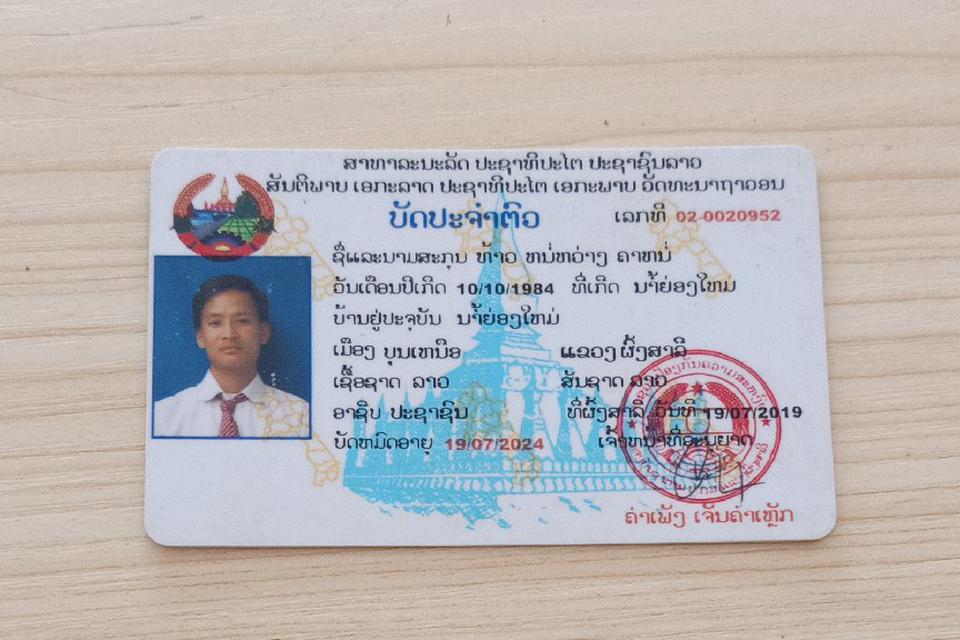 ສາທາລະນະລັດ ປະຊາທິປະໄຕ ປະຊາຊົນລາວ
ສັນຕິພາບ ເອກະລາດ ປະຊາທິປະໄຕ ເອກະພາບ ວັດທະນາຖາວອນ
ບັດປະຈຳຕົວ ເລກທີ 02-0020952
ຊື່ແລະນາມສະກຸນ ທ້າວ ຫນ່ຫວ່າງ ຄາຫນ່
ວັນເດືອນປີເກີດ 10/10/1984 ທີ່ເກີດ ນ້ຳຍ່ອງໃຫມ່
ບ້ານຢູ່ປະຈຸບັນ ນ້ຳຍ່ອງໃຫມ່
ເມືອງ ບຸນເຫນືອ ແຂວງ ຜົ້ງສາລີ
ເຊື້ອຊາດ ລາວ ສັນຊາດ ລາວ
ອາຊີບ ປະຊາຊົນ ທີ່ຜົ້ງສາລີ ວັນທີ 19/07/2019
ບັດຫມົດອາຍຸ 19/07/2024 ເຈົ້າຫນ້າທີ່ອະນຸຍາດ
ຄຳເພັງ ເຈັນຄຳເຫຼັກ